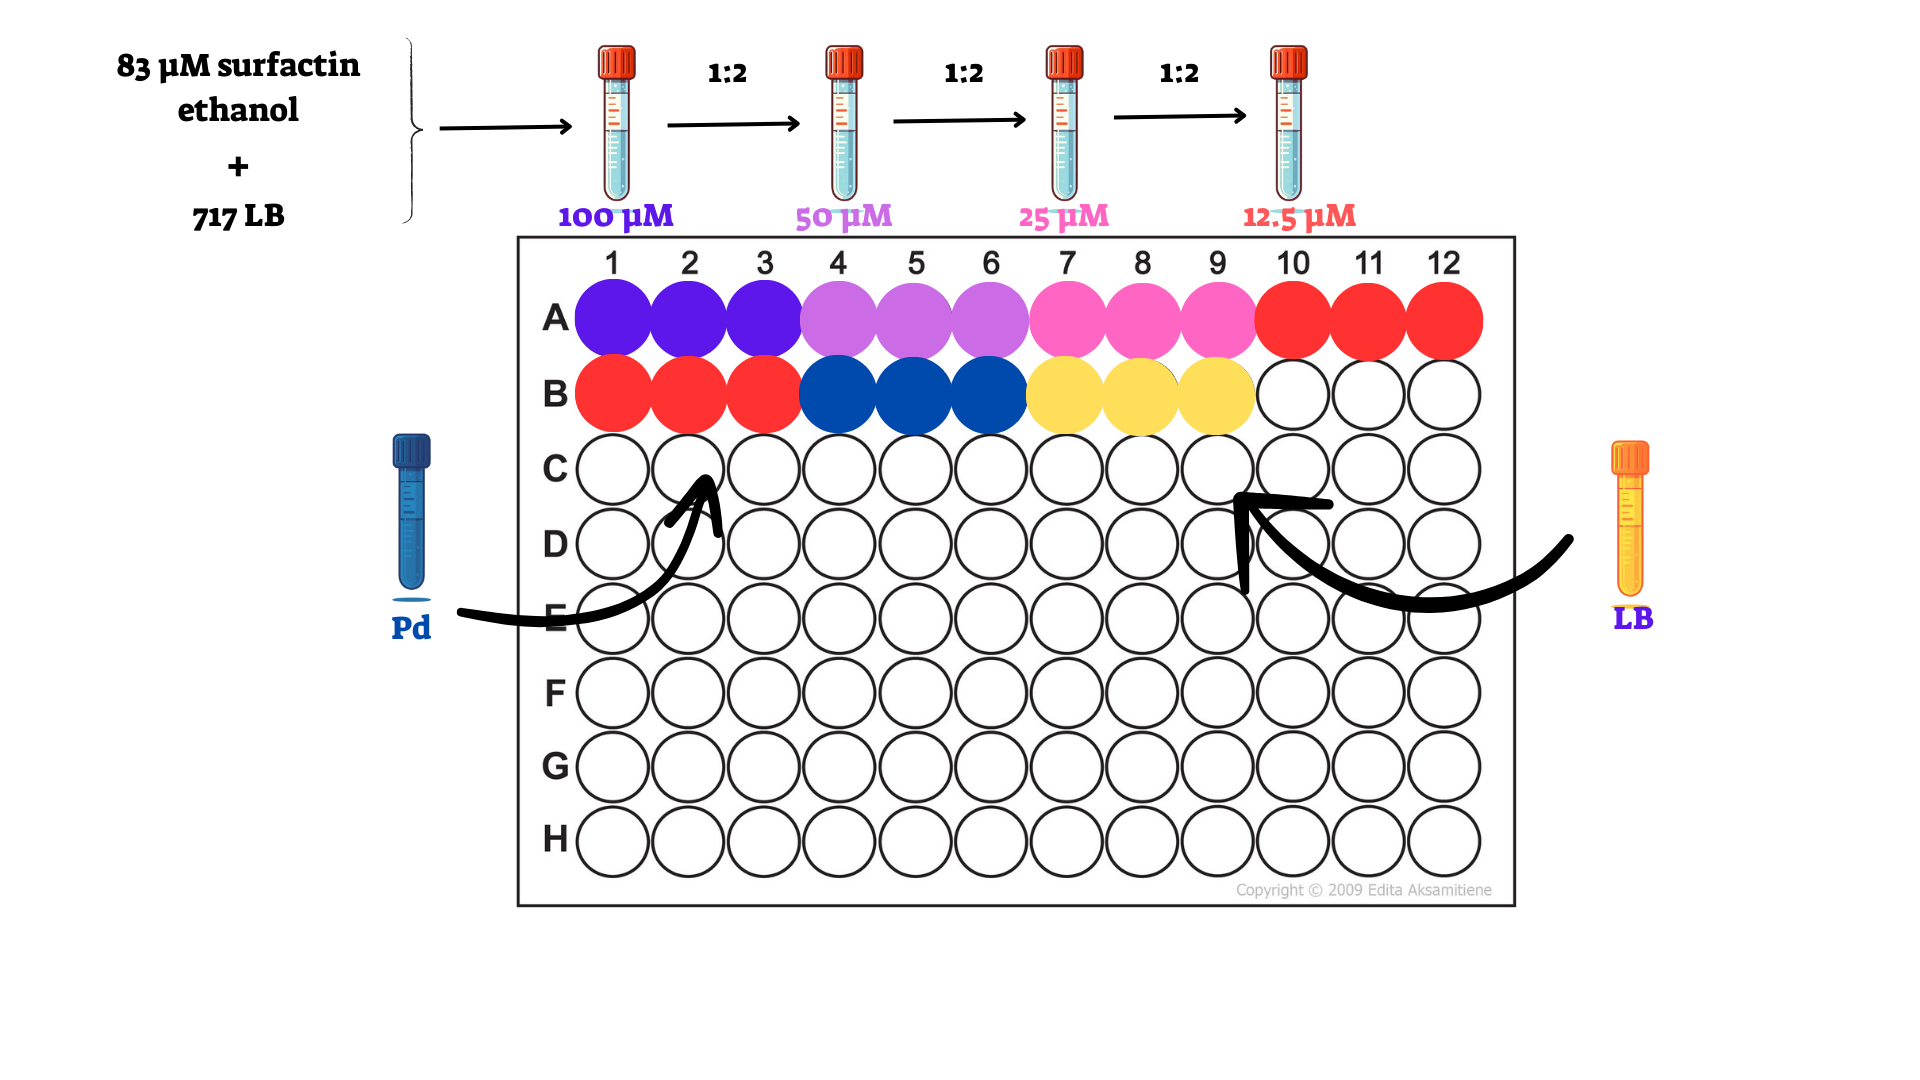 83 µM surfactin
ethanol
+
717 LB
1:2
1:2
1:2
100 µM
50 µM
25 µM
12.5 µM
1 2 3 4 5 6 7 8 9 10 11 12
A
B
C
D
E
F
G
H
Pd
LB
Copyright © 2009 Edita Aksamitiene